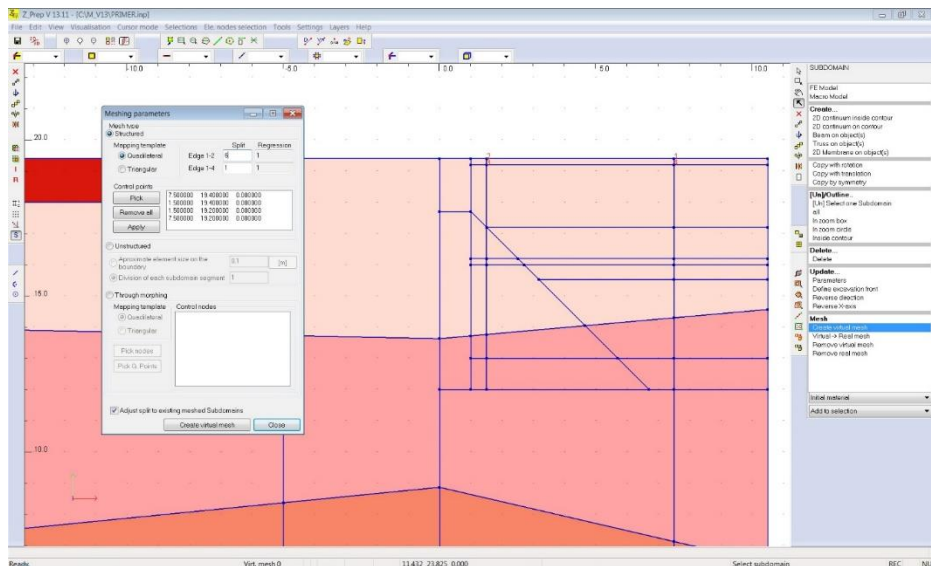 Z_Prep V 13.11 - [C:\M_V13\PRIMER.inp]
File Edit View Visualisation Cursor mode Selections Ele. nodes selection Tools Settings Layers Help
-10.0 -5.0 0.0 5.0 10.0
20.0
15.0
10.0
Meshing parameters
Mesh type
Structured
Mapping template Split Regression
Quadrilateral Edge 1-2 1
Triangular Edge 1-4 1 1
Control points
Pick
Remove all
Apply
7.500000 19.400000 0.000000
1.500000 19.400000 0.000000
1.500000 19.200000 0.000000
7.500000 19.200000 0.000000
Unstructured
Aproximate element size on the boundary 0.1 [m]
Division of each subdomain segment 1
Through morphing
Mapping template Control nodes
Quadrilateral
Triangular
Pick nodes
Pick G. Points
Adjust split to existing meshed Subdomains
Create virtual mesh Close
SUBDOMAIN
FE Model
Macro Model
Create...
2D continuum inside contour
2D continuum on contour
Beam on object(s)
Truss on object(s)
2D Membrane on object(s)
Copy with rotation
Copy with translation
Copy by symmetry
[Un]/Outline...
[Un] Select one Subdomain
all
In zoom box
In zoom circle
Inside contour
Delete...
Delete
Update...
Parameters
Define excavation front
Reverse direction
Reverse X-axis
Mesh
Create virtual mesh
Virtual -> Real mesh
Remove virtual mesh
Remove real mesh
Initial material
Add to selection
Ready Virt. mesh 0 11.432 23.825 0.000 Select subdomain REC NU